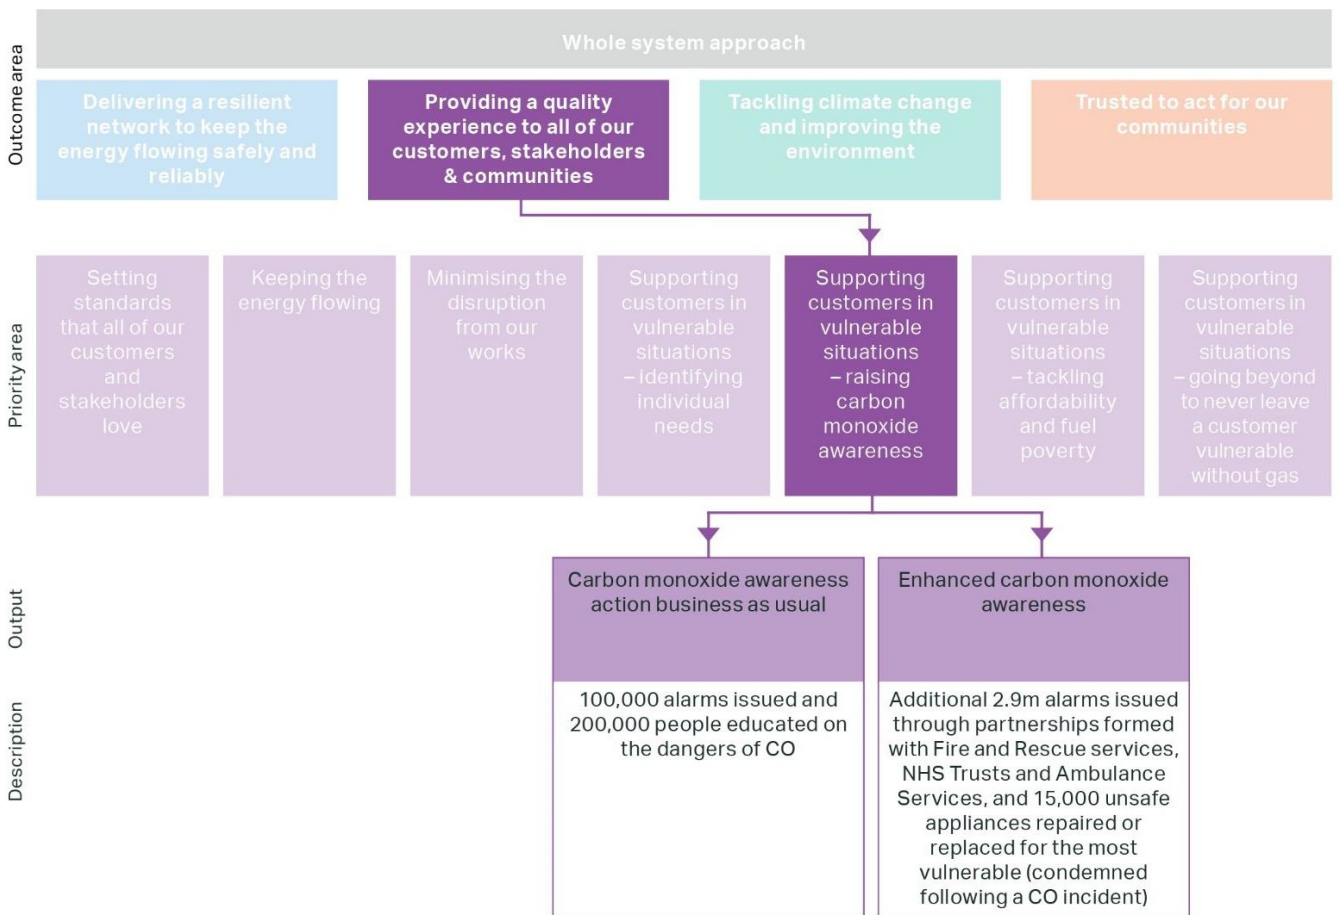 Outcome area
Whole system approach
Delivering a resilient
network to keep the
energy flowing safely and
reliably
Providing a quality
experience to all of our
customers, stakeholders
& communities
Tackling climate change
and improving the
environment
Trusted to act for our
communities
Priority area
Setting
standards
that all of our
customers
and
stakeholders
love
Keeping the
energy flowing
Minimising the
disruption
from our
works
Supporting
customers in
vulnerable
situations
– identifying
individual
needs
Supporting
customers in
vulnerable
situations
– raising
carbon
monoxide
awareness
Supporting
customers in
vulnerable
situations
– tackling
affordability
and fuel
poverty
Supporting
customers in
vulnerable
situations
– going beyond
to never leave
a customer
vulnerable
without gas
Output
Carbon monoxide awareness
action business as usual
Enhanced carbon monoxide
awareness
Description
100,000 alarms issued and
200,000 people educated on
the dangers of CO
Additional 2.9m alarms issued
through partnerships formed
with Fire and Rescue services,
NHS Trusts and Ambulance
Services, and 15,000 unsafe
appliances repaired or
replaced for the most
vulnerable (condemned
following a CO incident)